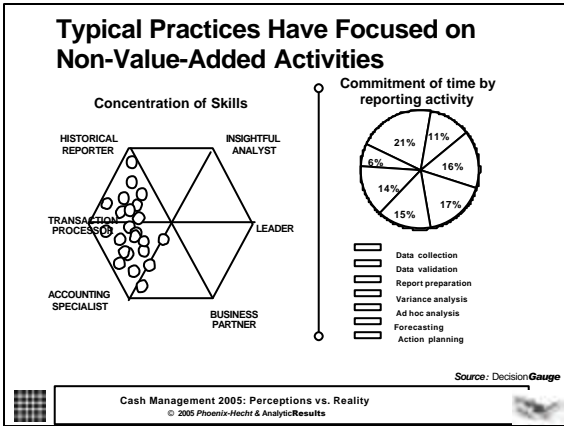 Typical Practices Have Focused on
Non-Value-Added Activities
Concentration of Skills
HISTORICAL
REPORTER
INSIGHTFUL
ANALYST
TRANSACTION
PROCESSOR
LEADER
ACCOUNTING
SPECIALIST
BUSINESS
PARTNER
Commitment of time by
reporting activity
21%
11%
6%
16%
14%
17%
15%
Data collection
Data validation
Report preparation
Variance analysis
Ad hoc analysis
Forecasting
Action planning
Source: DecisionGauge
Cash Management 2005: Perceptions vs. Reality
© 2005 Phoenix-Hecht & AnalyticResults